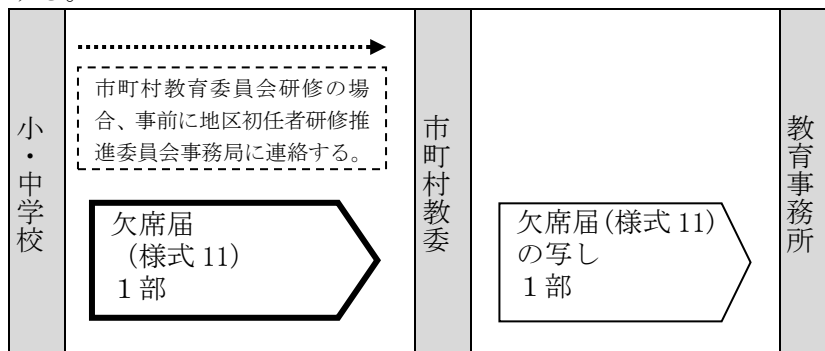 する。
小・中学校
市町村教育委員会研修の場
合、事前に地区初任者研修推
進委員会事務局に連絡する。
欠席届
(様式 11)
1部
市町村教委
欠席届(様式 11)
の写し
1部
教育事務所